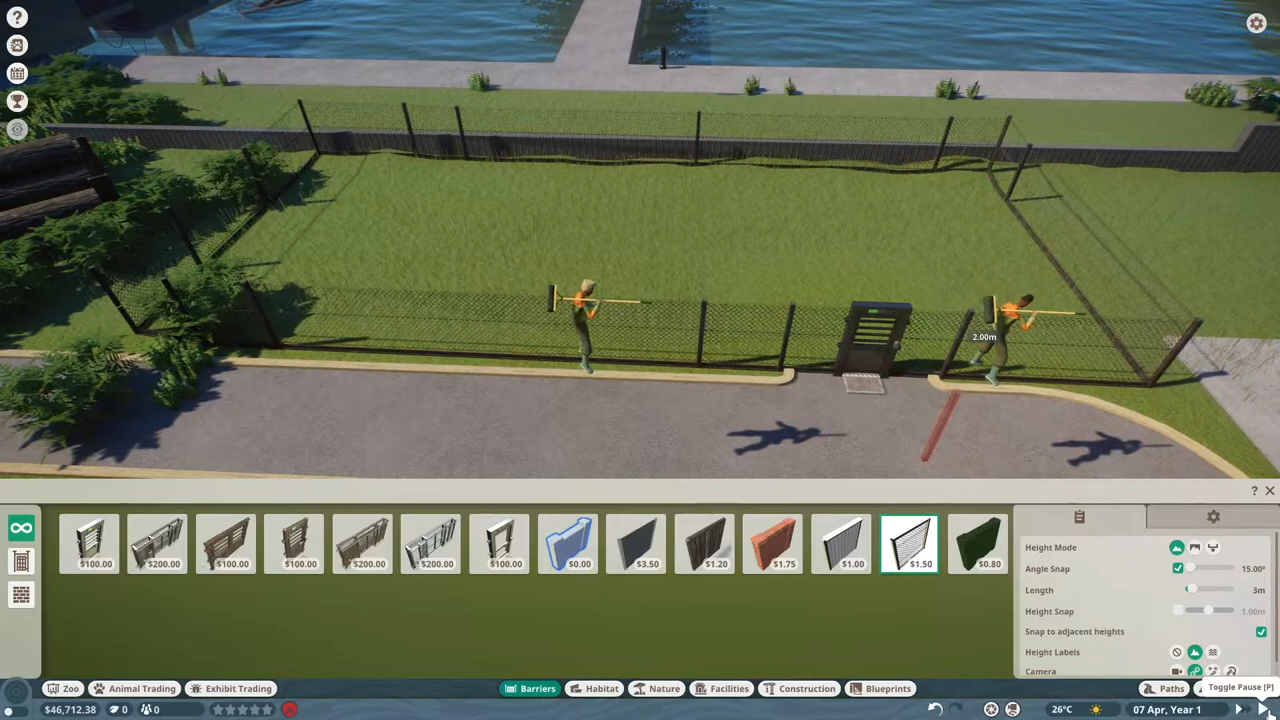 2.00m
?
$100.00
$200.00
$100.00
$100.00
$200.00
$200.00
$100.00
$0.00
$3.50
$1.20
$1.75
$1.00
$1.50
$0.80
Height Mode
Angle Snap 15.00°
Length 3m
Height Snap 1.00m
Snap to adjacent heights
Height Labels
Camera
Zoo Animal Trading Exhibit Trading Barriers Habitat Nature Facilities Construction Blueprints Paths Toggle Pause [P]
$46,712.38 0 0 26°C 07 Apr, Year 1